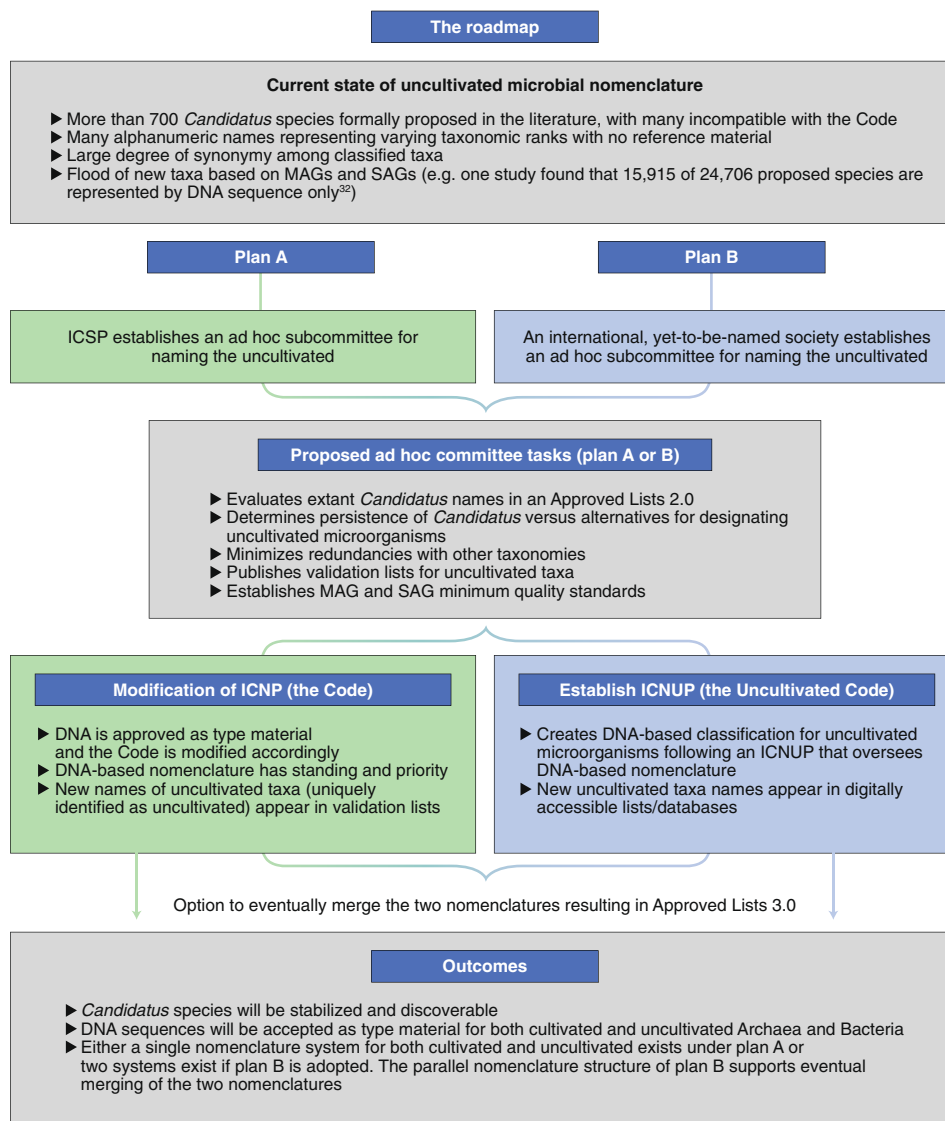 The roadmap
Current state of uncultivated microbial nomenclature
▶ More than 700 Candidatus species formally proposed in the literature, with many incompatible with the Code
▶ Many alphanumeric names representing varying taxonomic ranks with no reference material
▶ Large degree of synonymy among classified taxa
▶ Flood of new taxa based on MAGs and SAGs (e.g. one study found that 15,915 of 24,706 proposed species are
represented by DNA sequence only³²)
Plan A
Plan B
ICSP establishes an ad hoc subcommittee for
naming the uncultivated
An international, yet-to-be-named society establishes
an ad hoc subcommittee for naming the uncultivated
Proposed ad hoc committee tasks (plan A or B)
▶ Evaluates extant Candidatus names in an Approved Lists 2.0
▶ Determines persistence of Candidatus versus alternatives for designating
uncultivated microorganisms
▶ Minimizes redundancies with other taxonomies
▶ Publishes validation lists for uncultivated taxa
▶ Establishes MAG and SAG minimum quality standards
Modification of ICNP (the Code)
▶ DNA is approved as type material
and the Code is modified accordingly
▶ DNA-based nomenclature has standing and priority
▶ New names of uncultivated taxa (uniquely
identified as uncultivated) appear in validation lists
Establish ICNUP (the Uncultivated Code)
▶ Creates DNA-based classification for uncultivated
microorganisms following an ICNUP that oversees
DNA-based nomenclature
▶ New uncultivated taxa names appear in digitally
accessible lists/databases
Option to eventually merge the two nomenclatures resulting in Approved Lists 3.0
Outcomes
▶ Candidatus species will be stabilized and discoverable
▶ DNA sequences will be accepted as type material for both cultivated and uncultivated Archaea and Bacteria
▶ Either a single nomenclature system for both cultivated and uncultivated exists under plan A or
two systems exist if plan B is adopted. The parallel nomenclature structure of plan B supports eventual
merging of the two nomenclatures